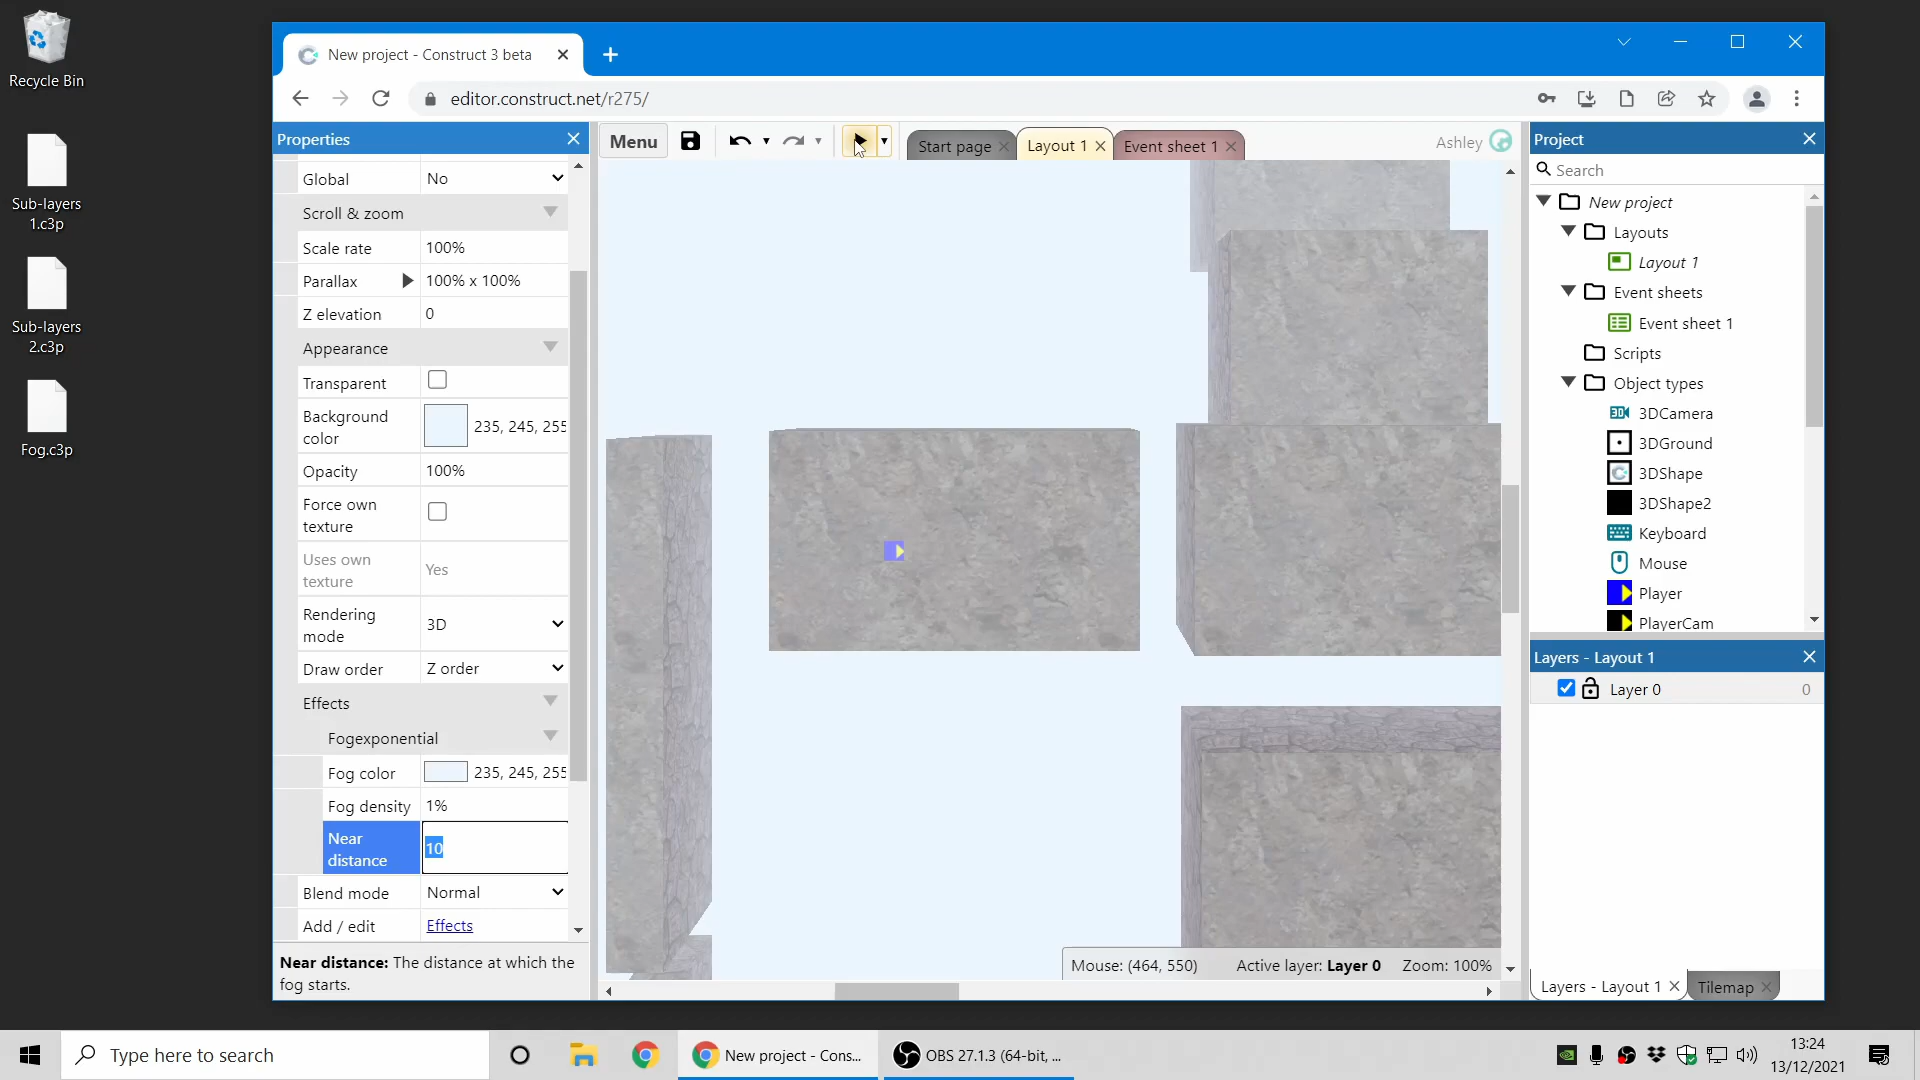 Recycle Bin
Sub-layers
1.c3p
Sub-layers
2.c3p
Fog.c3p
New project - Construct 3 beta
editor.construct.net/r275/
Properties
Global
No
Scroll & zoom
Scale rate
100%
Parallax
100% x 100%
Z elevation
0
Appearance
Transparent
Background
color
235, 245, 255
Opacity
100%
Force own
texture
Uses own
texture
Yes
Rendering
mode
3D
Draw order
Z order
Effects
Fogexponential
Fog color
235, 245, 255
Fog density
1%
Near
distance
10
Blend mode
Normal
Add / edit
Effects
Near distance: The distance at which the
fog starts.
Menu
Start page
Layout 1
Event sheet 1
Ashley
Mouse: (464, 550)
Active layer: Layer 0
Zoom: 100%
Project
Search
New project
Layouts
Layout 1
Event sheets
Event sheet 1
Scripts
Object types
3DCamera
3DGround
3DShape
3DShape2
Keyboard
Mouse
Player
PlayerCam
Layers - Layout 1
Layer 0
0
Layers - Layout 1
Tilemap
Type here to search
New project - Cons...
OBS 27.1.3 (64-bit, ...
13:24
13/12/2021